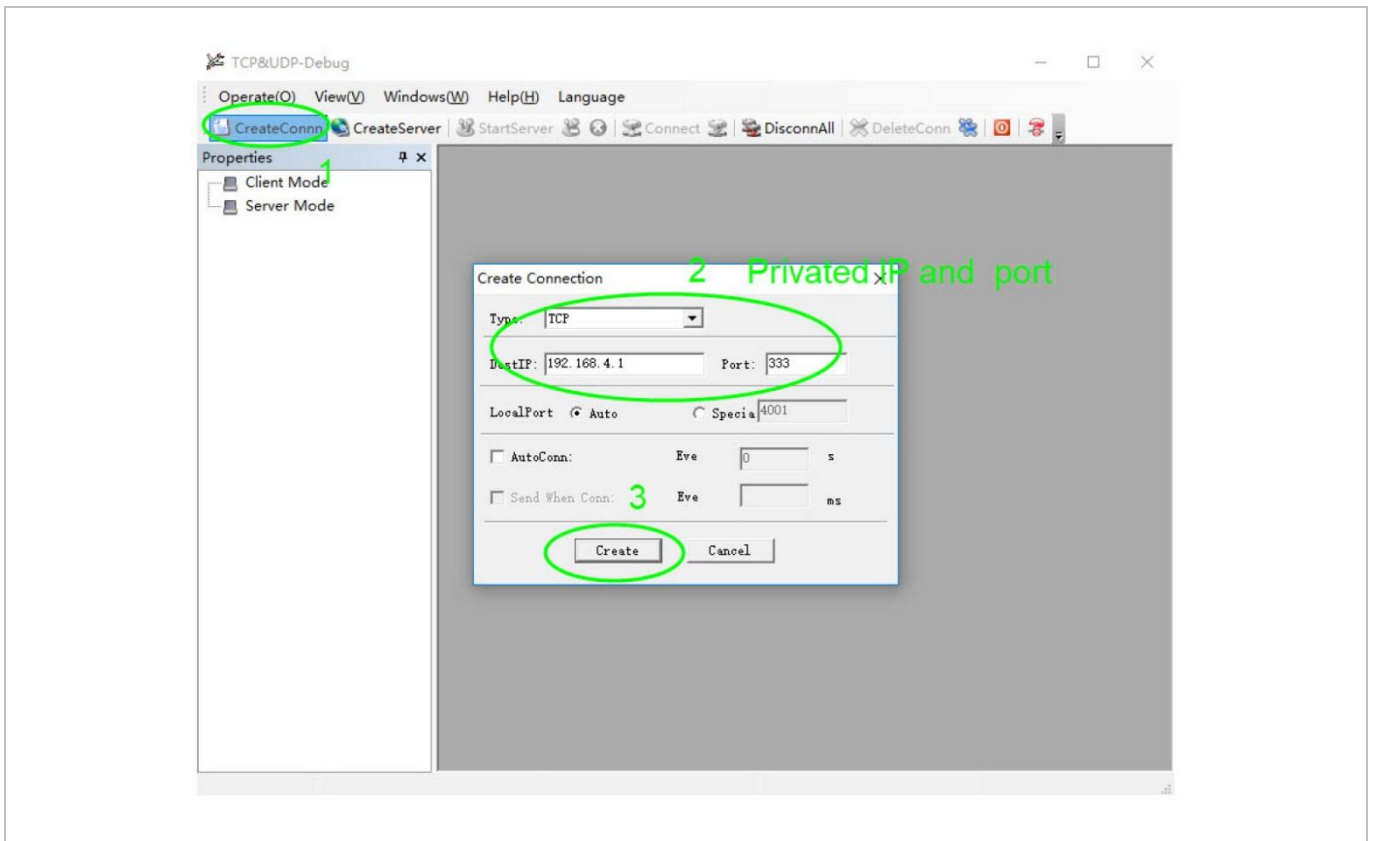 TCP&UDP-Debug
Operate(O) View(V) Windows(W) Help(H) Language
CreateConnn CreateServer StartServer Connect DisconnAll DeleteConn
Properties
1
Client Mode
Server Mode
2 Privated IP and port
Create Connection
Type: TCP
DestIP: 192.168.4.1 Port: 333
LocalPort Auto Specia 4001
AutoConn: Eve 0 s
Send When Conn: Eve ms
3
Create Cancel